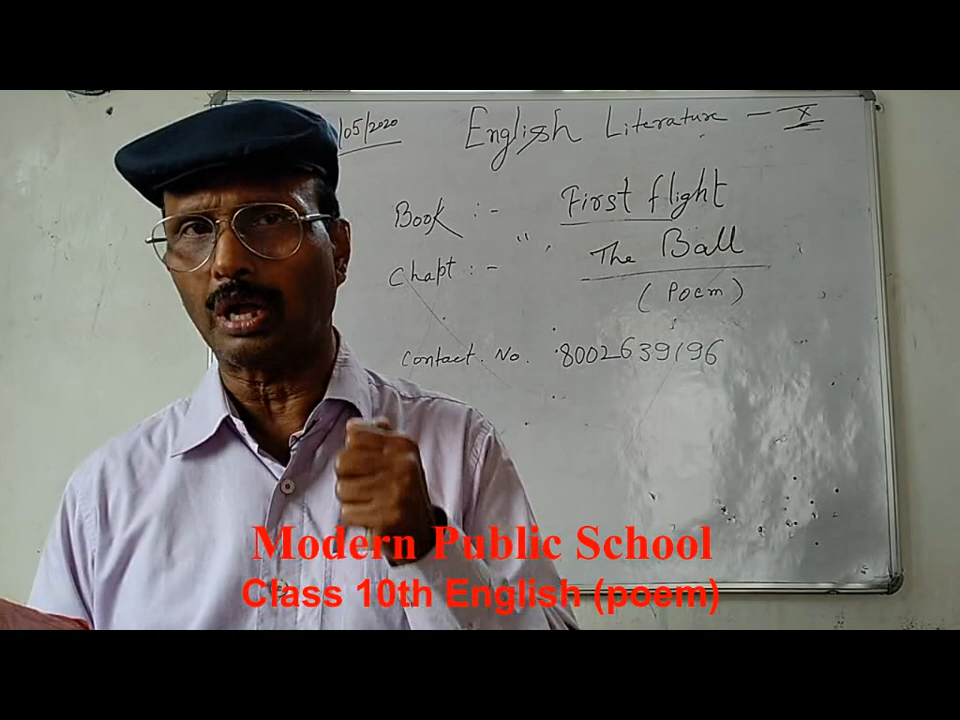 /05/2020
English Literature - X
Book :- First flight
" ,
Chapt :- The Ball
(Poem)
Contact. No. 8002639196
Modern Public School
Class 10th English (poem)